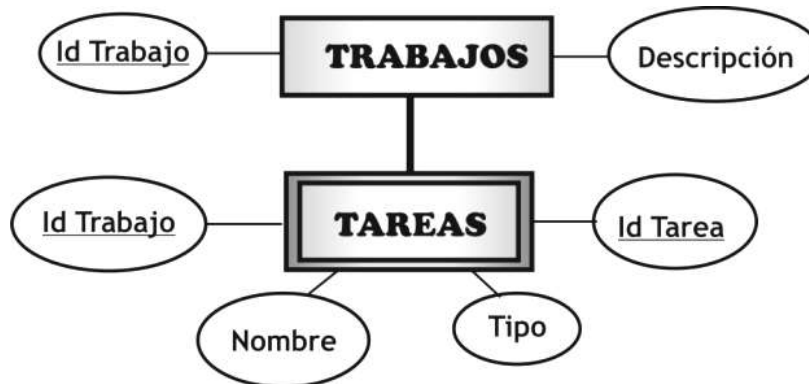 Id Trabajo
TRABAJOS
Descripción
Id Trabajo
TAREAS
Id Tarea
Nombre
Tipo